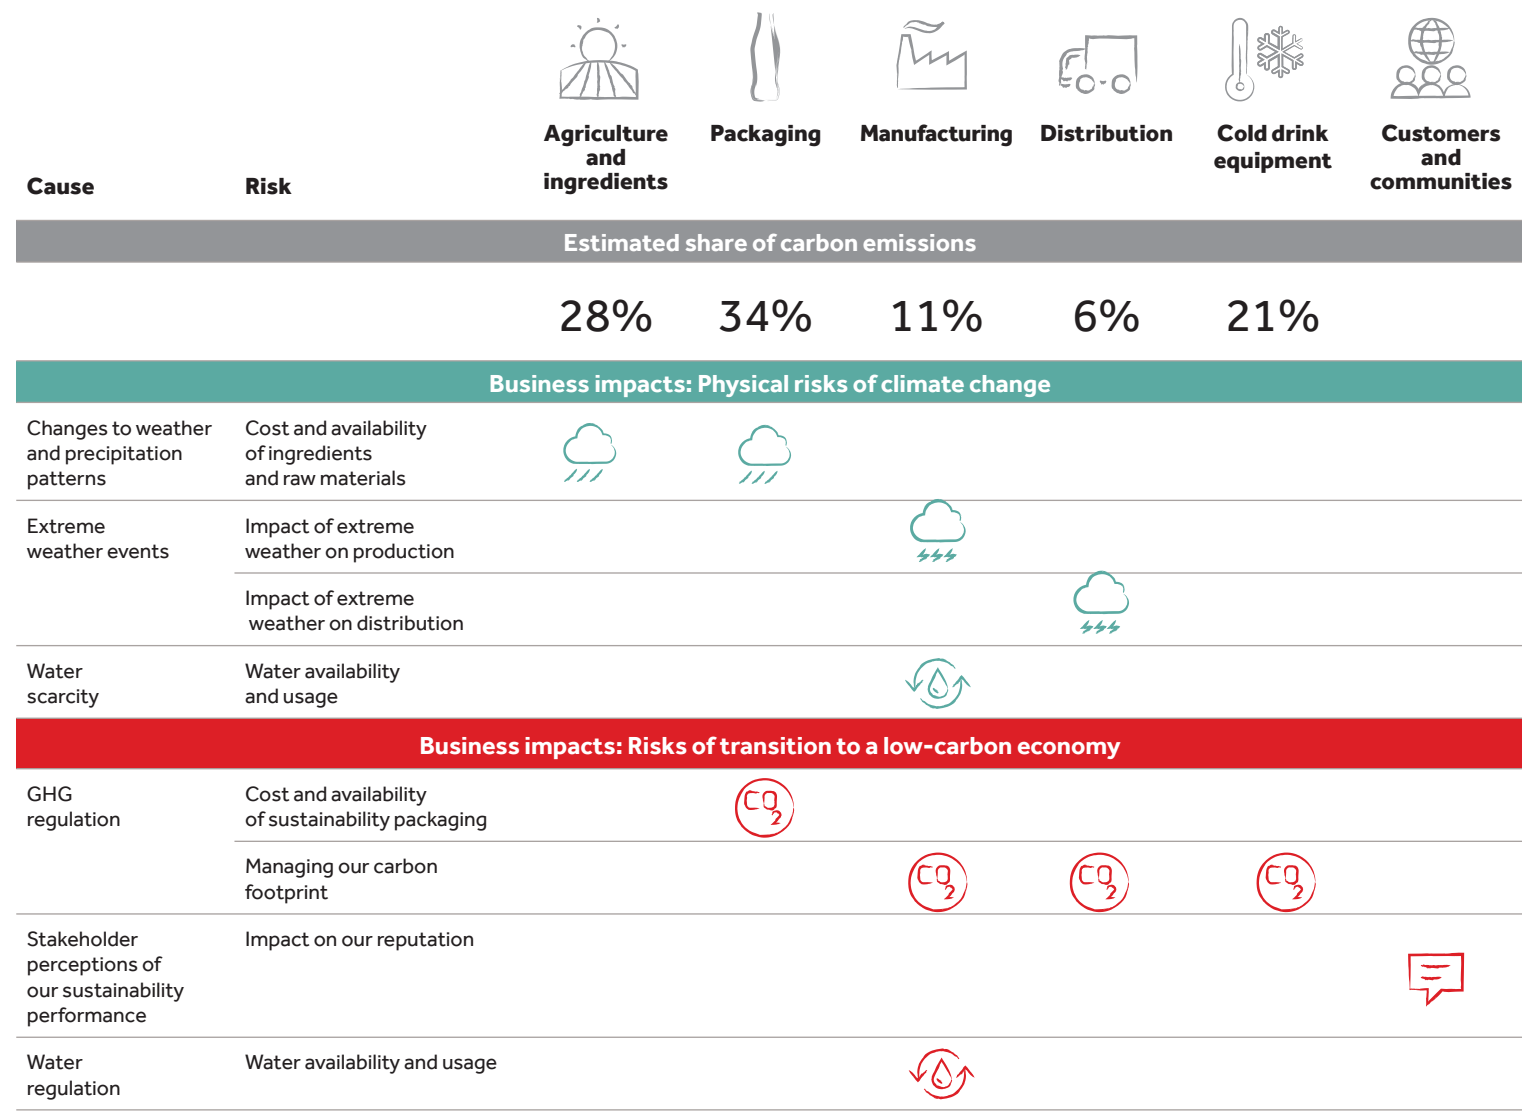 Agriculture
and
ingredients
Packaging
Manufacturing
Distribution
Cold drink
equipment
Customers
and
communities
Cause
Risk
Estimated share of carbon emissions
28%
34%
11%
6%
21%
Business impacts: Physical risks of climate change
Changes to weather
and precipitation
patterns
Cost and availability
of ingredients
and raw materials
Extreme
weather events
Impact of extreme
weather on production
Impact of extreme
weather on distribution
Water
scarcity
Water availability
and usage
Business impacts: Risks of transition to a low-carbon economy
GHG
regulation
Cost and availability
of sustainability packaging
CO2
Managing our carbon
footprint
CO2
CO2
CO2
Stakeholder
perceptions of
our sustainability
performance
Impact on our reputation
Water
regulation
Water availability and usage